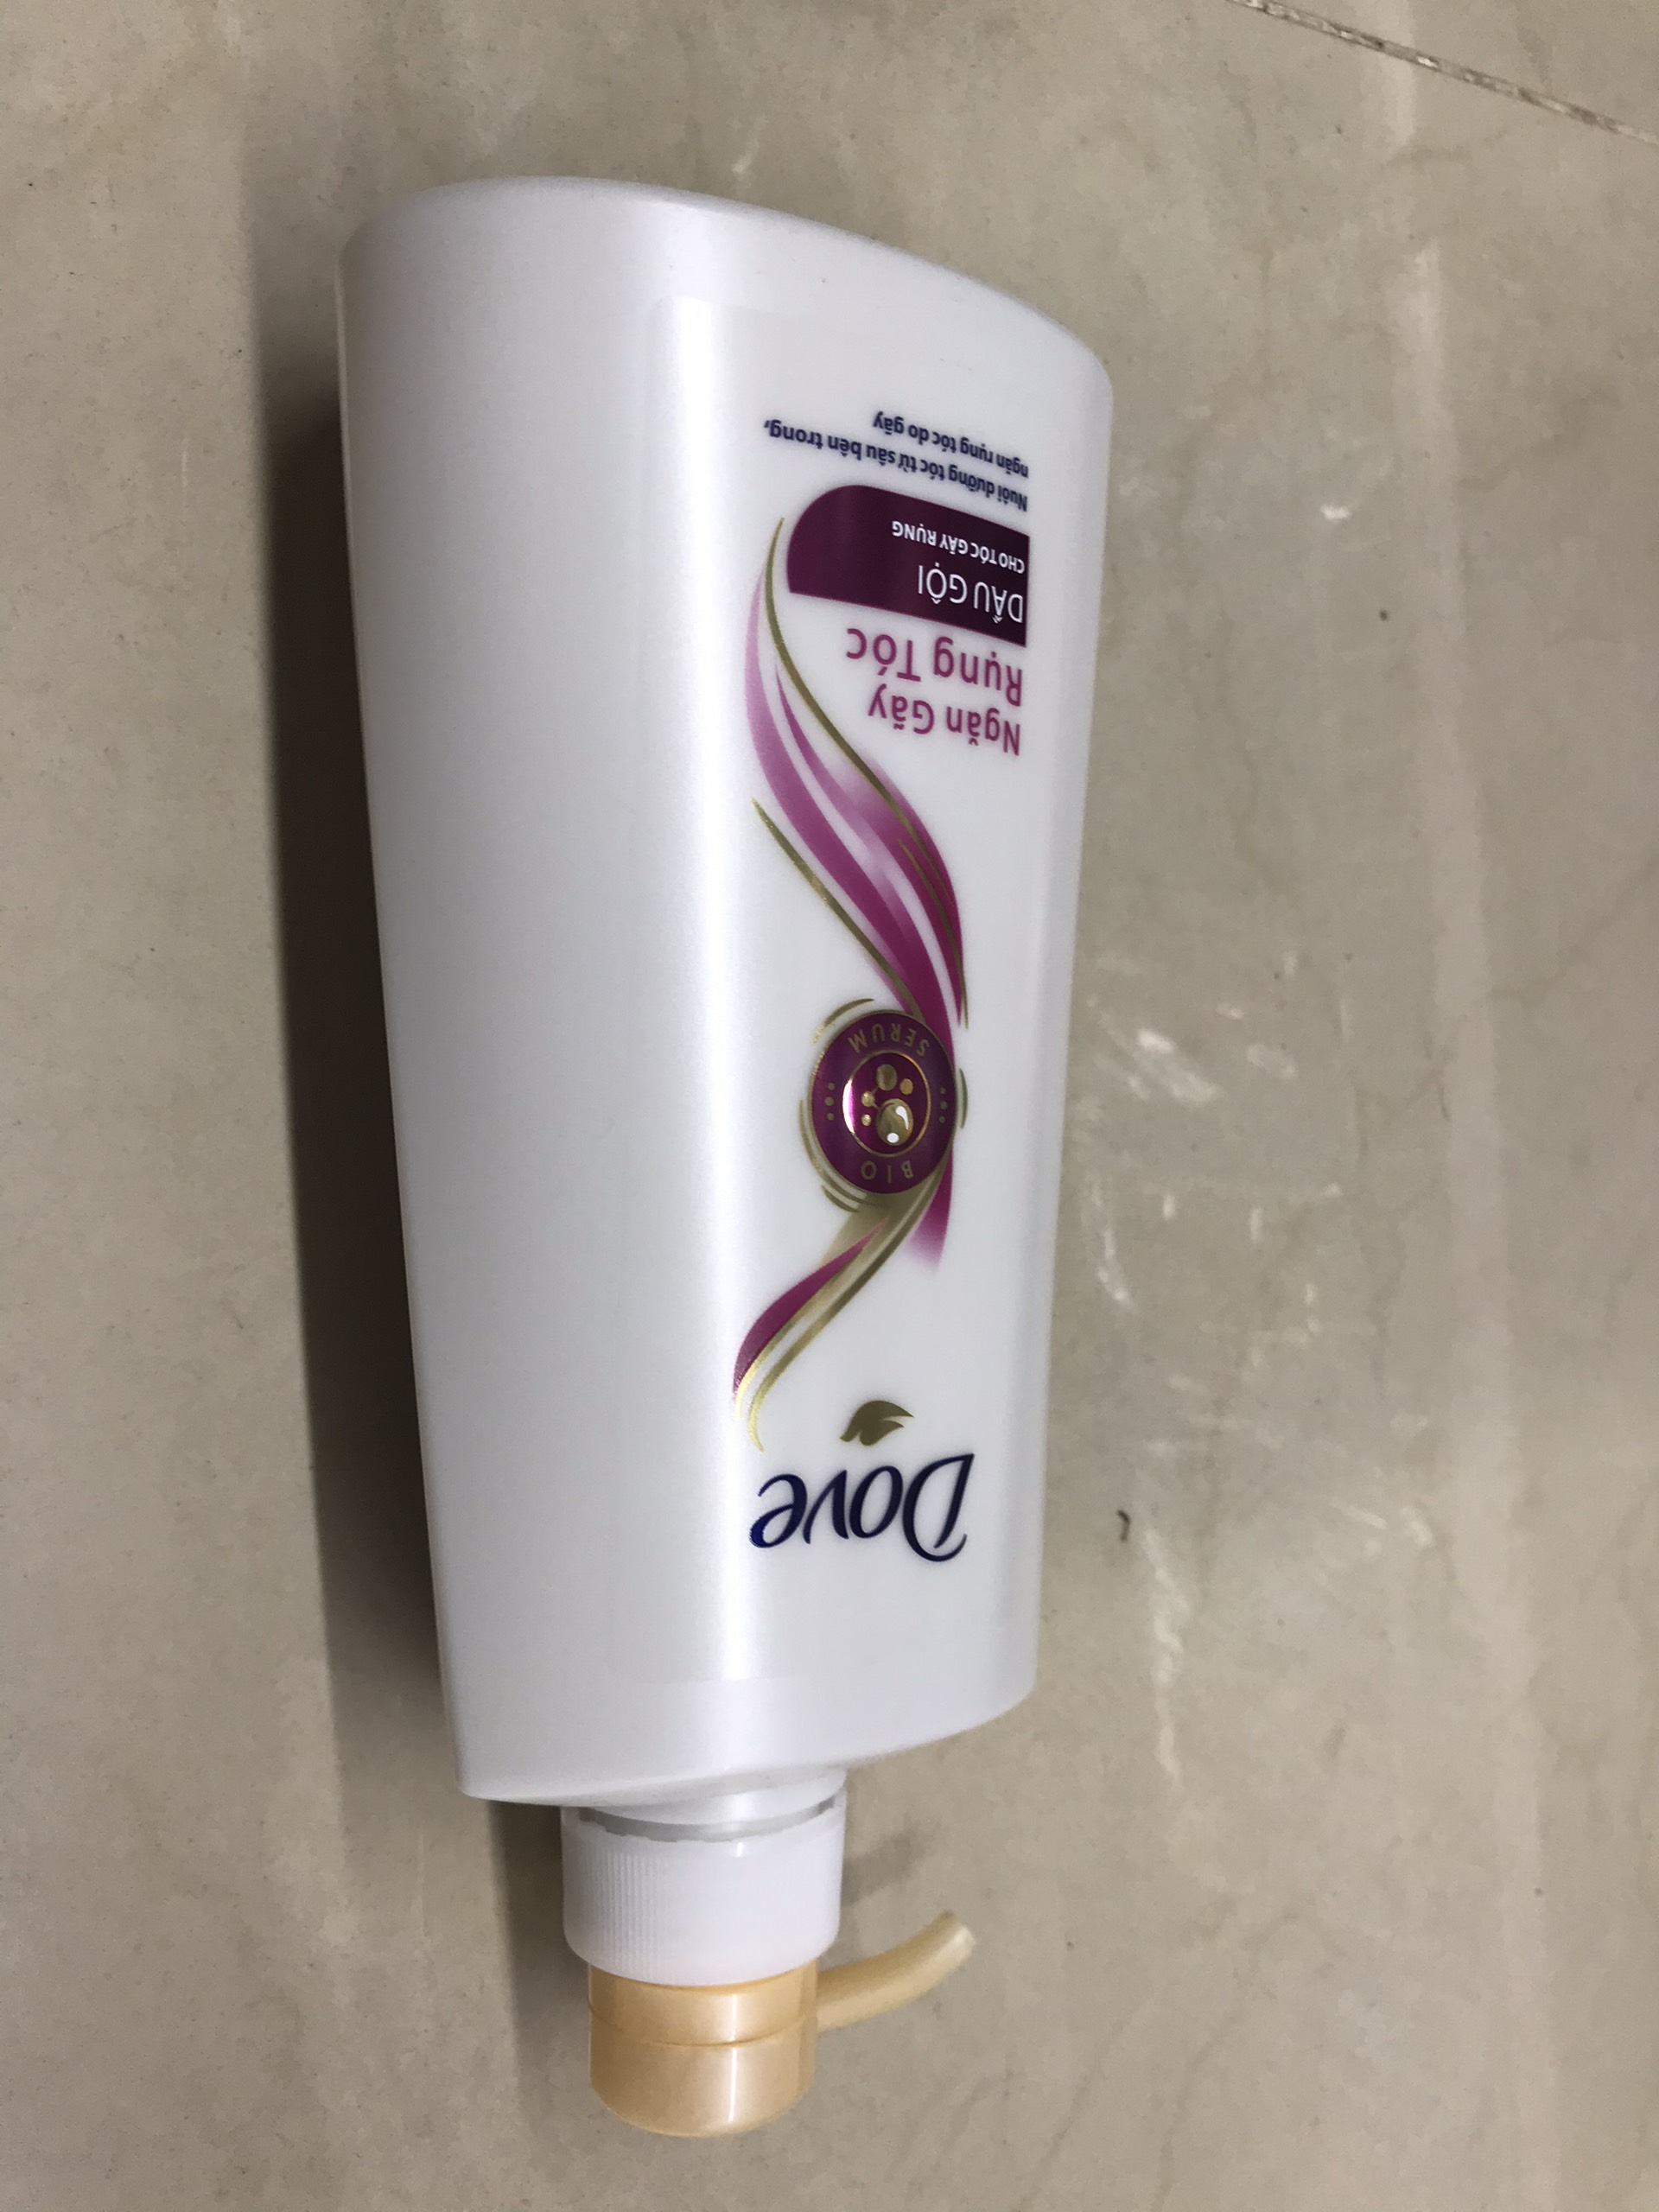 Dove
BIO
SERUM
Ngăn Gãy
Rụng Tóc
DẦU GỘI
CHO TÓC GÃY RỤNG
Nuôi dưỡng tóc từ sâu bên trong,
ngăn rụng tóc do gãy